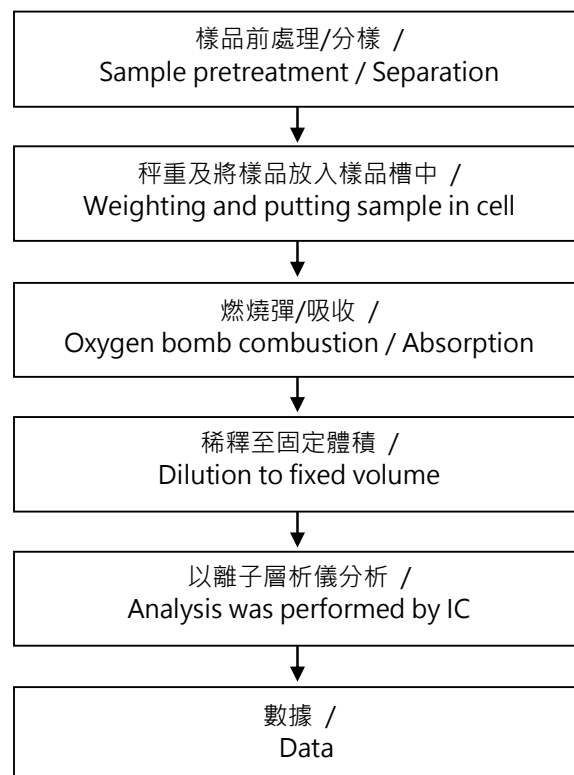 樣品前處理/分樣 /
Sample pretreatment / Separation
秤重及將樣品放入樣品槽中 /
Weighting and putting sample in cell
燃燒彈/吸收 /
Oxygen bomb combustion / Absorption
稀釋至固定體積 /
Dilution to fixed volume
以離子層析儀分析 /
Analysis was performed by IC
數據 /
Data